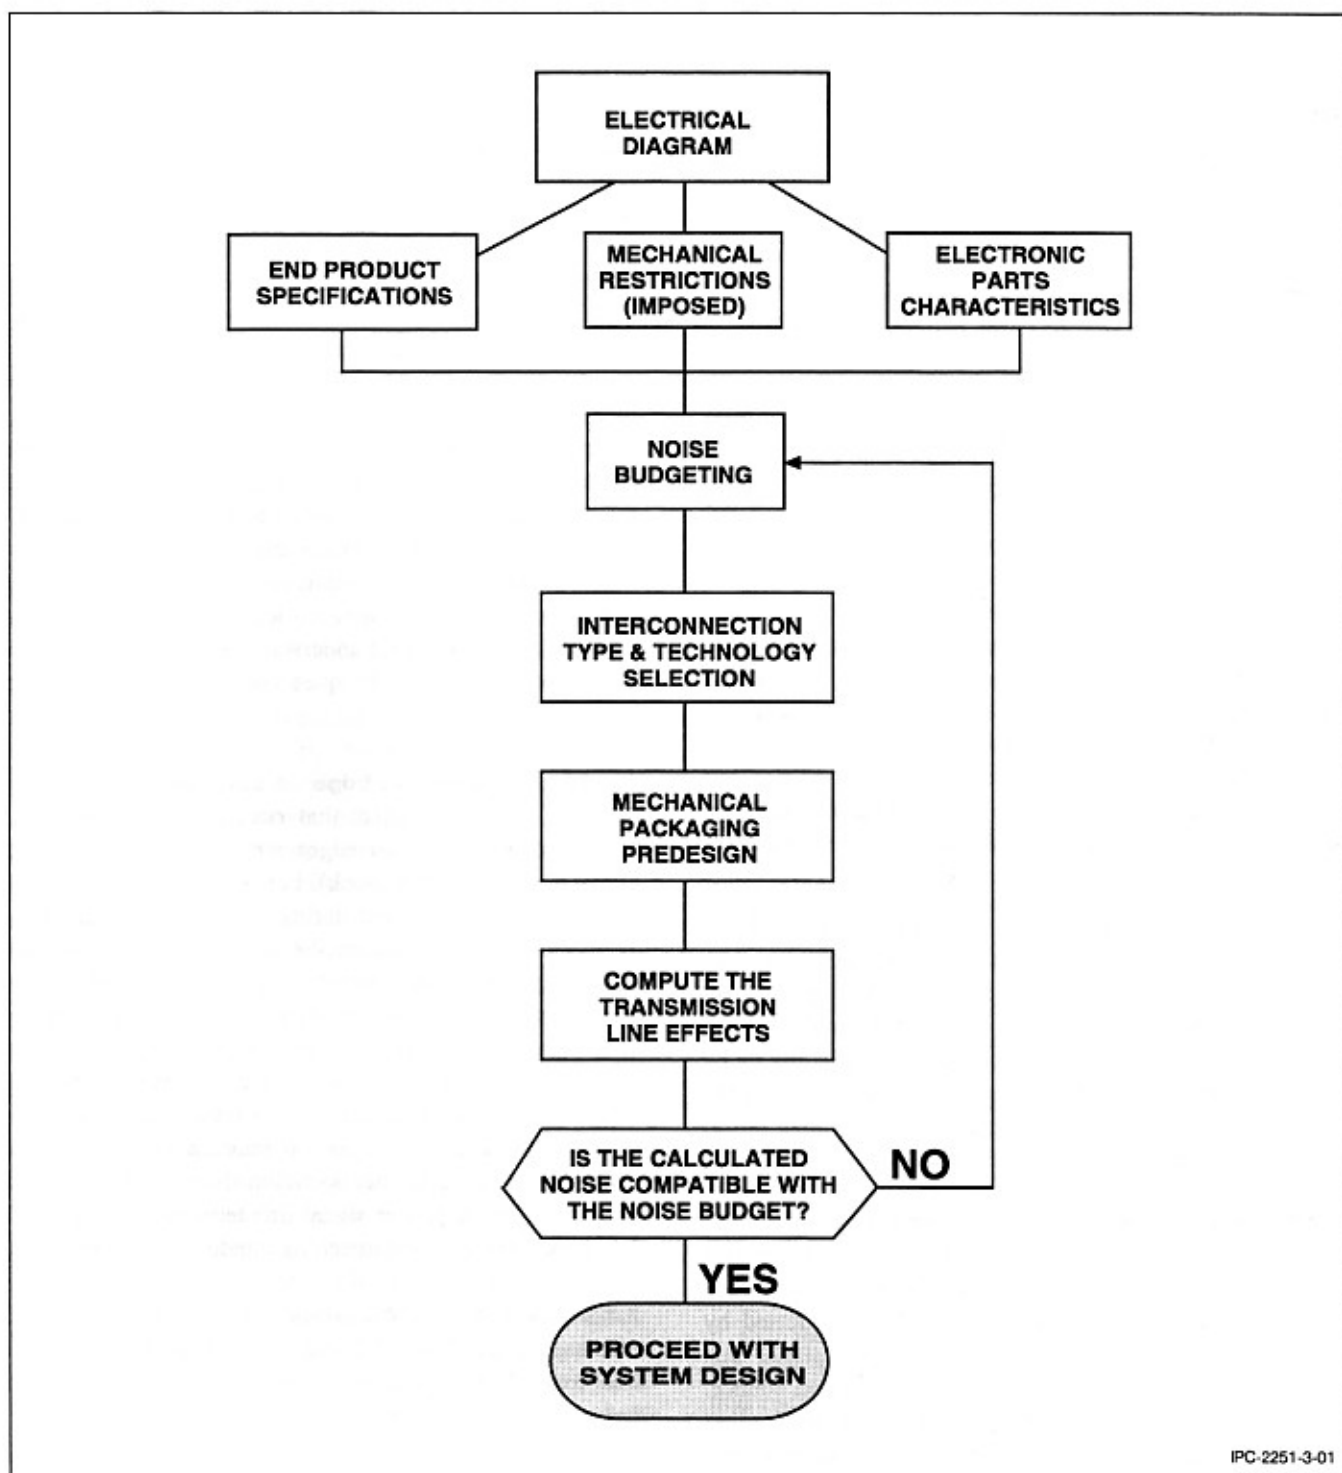 ELECTRICAL
DIAGRAM
END PRODUCT
SPECIFICATIONS
MECHANICAL
RESTRICTIONS
(IMPOSED)
ELECTRONIC
PARTS
CHARACTERISTICS
NOISE
BUDGETING
INTERCONNECTION
TYPE & TECHNOLOGY
SELECTION
MECHANICAL
PACKAGING
PREDESIGN
COMPUTE THE
TRANSMISSION
LINE EFFECTS
IS THE CALCULATED
NOISE COMPATIBLE WITH
THE NOISE BUDGET?
NO
YES
PROCEED WITH
SYSTEM DESIGN
IPC-2251-3-01